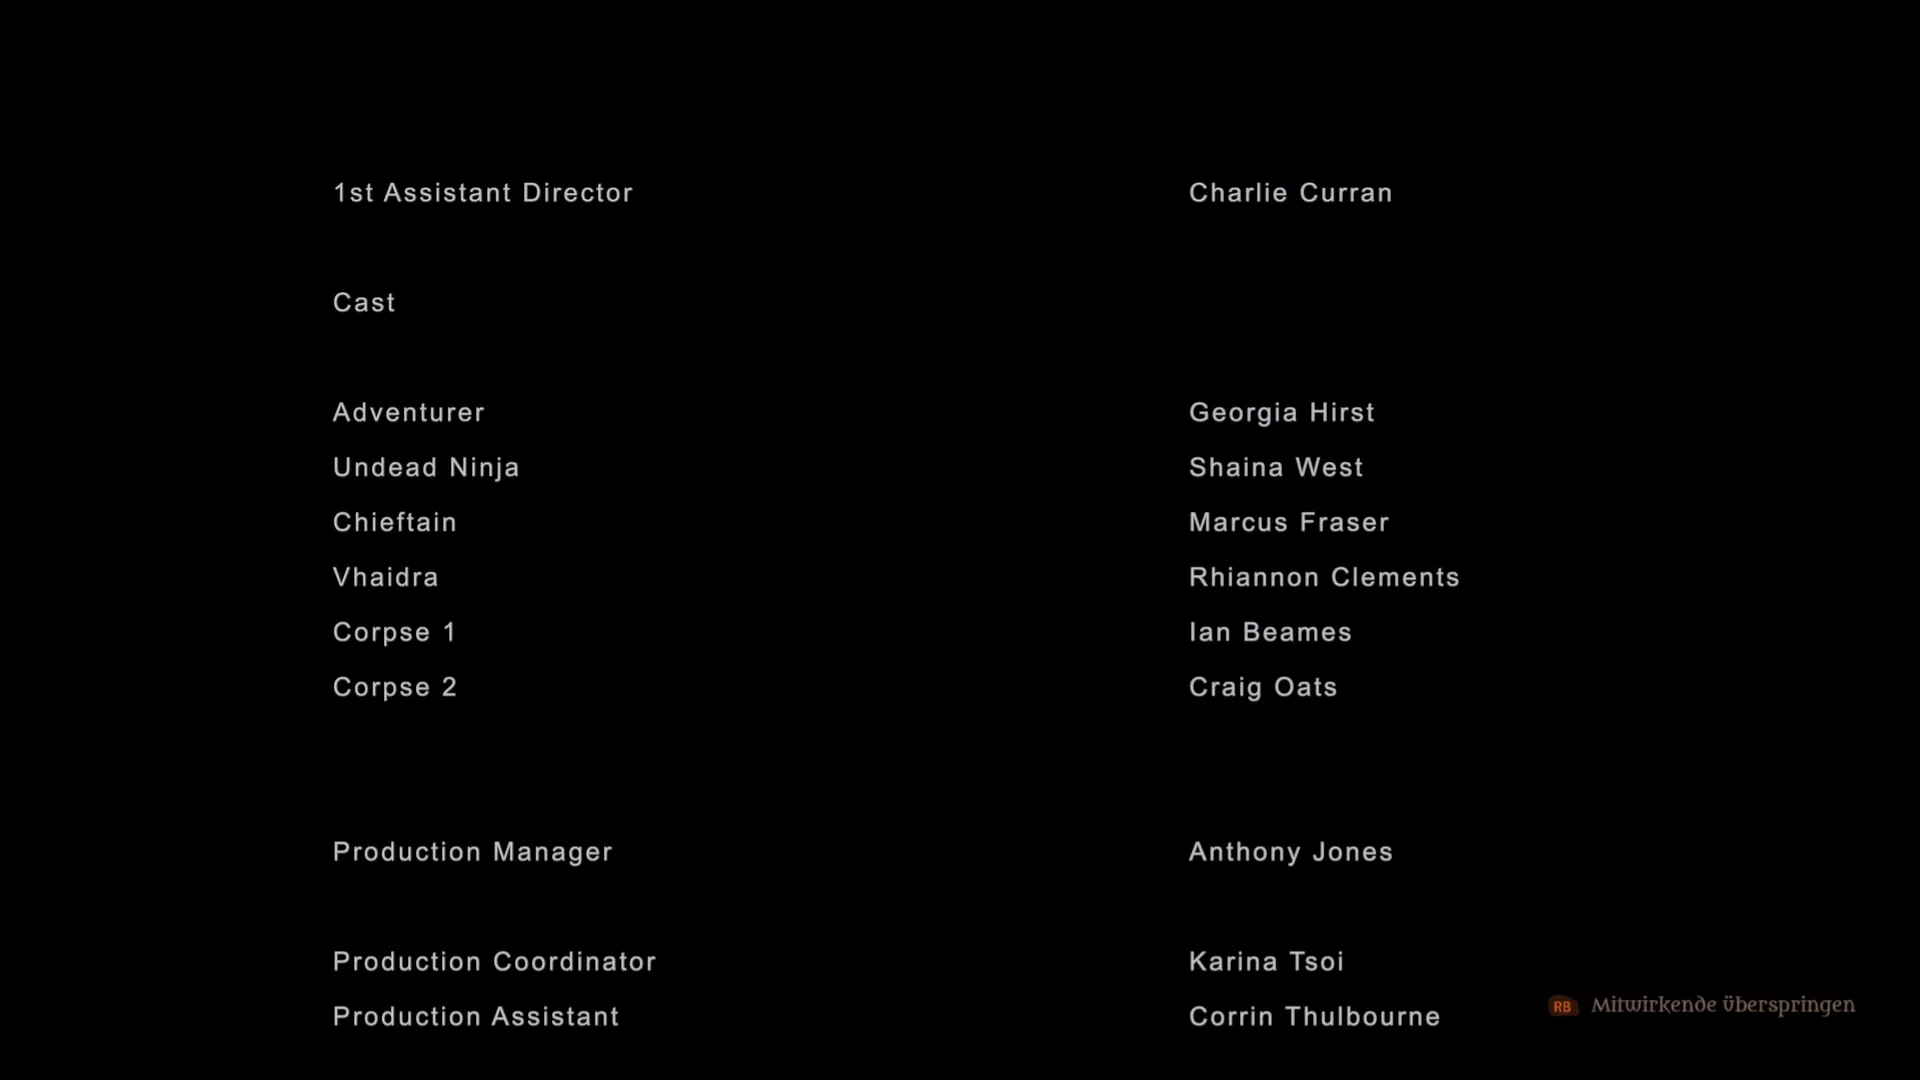 1st Assistant Director Charlie Curran
Cast
Adventurer Georgia Hirst
Undead Ninja Shaina West
Chieftain Marcus Fraser
Vhaidra Rhiannon Clements
Corpse 1 Ian Beames
Corpse 2 Craig Oats
Production Manager Anthony Jones
Production Coordinator Karina Tsoi
Production Assistant Corrin Thulbourne
RB Mitwirkende überspringen